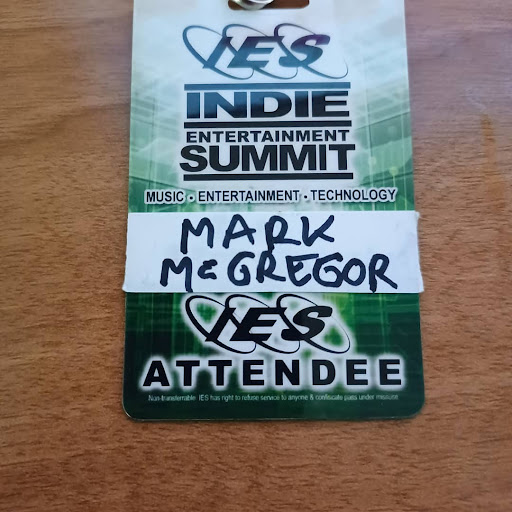 IES
INDIE
ENTERTAINMENT
SUMMIT
MUSIC • ENTERTAINMENT • TECHNOLOGY
MARK
McGREGOR
IES
ATTENDEE
Non-transferrable IES has right to refuse service to anyone & confiscate pass under misuse